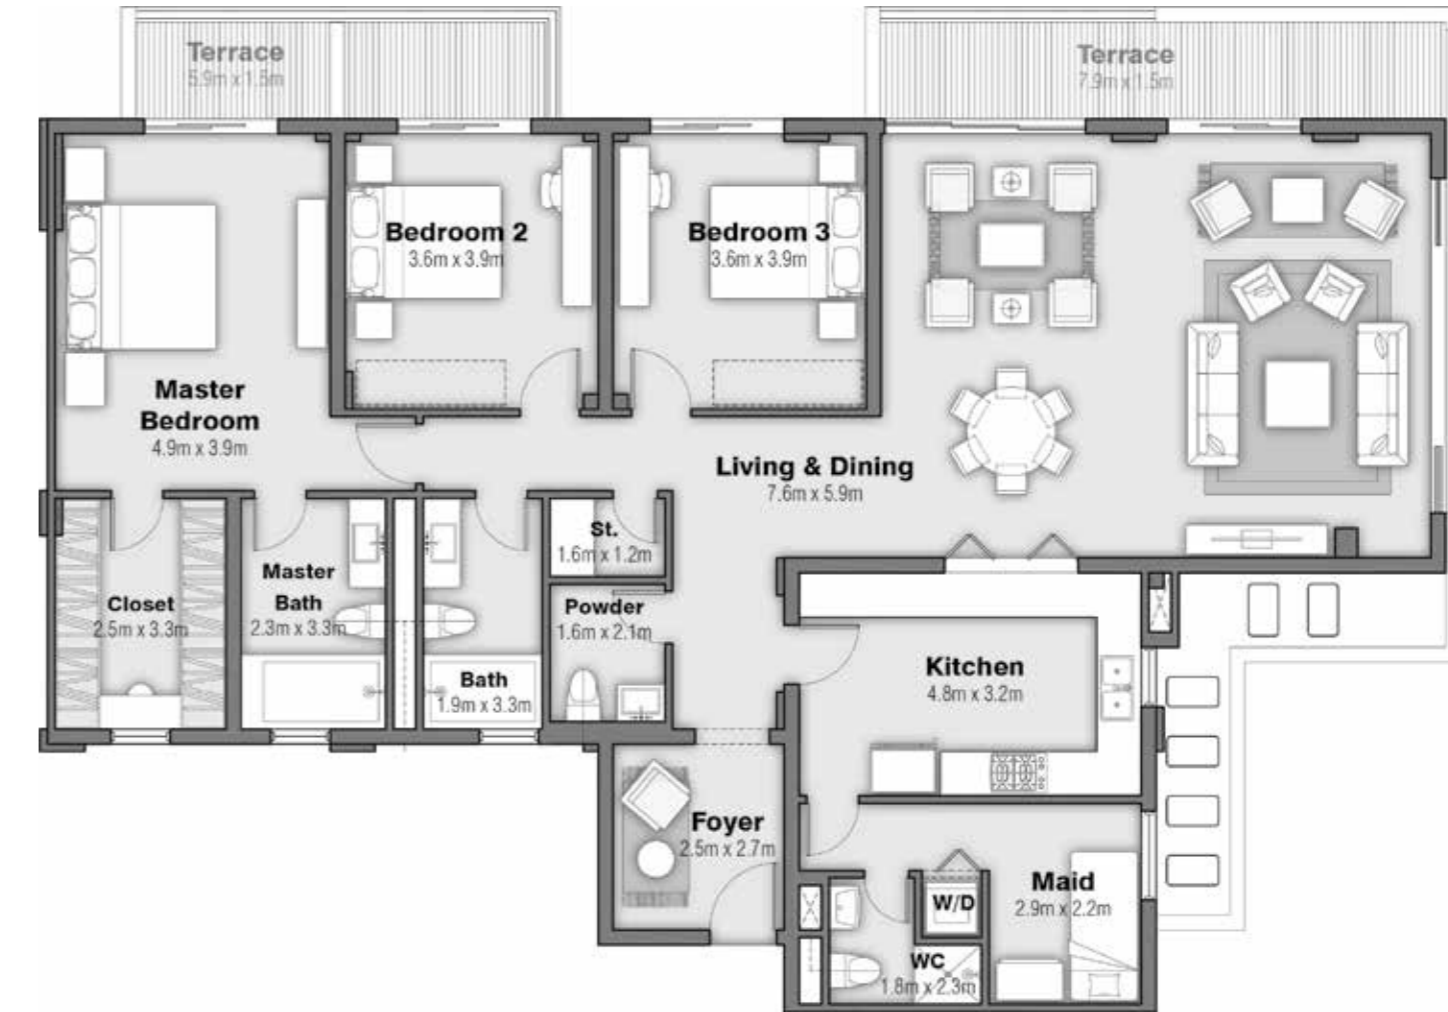 Terrace
5.9m x 1.5m
Terrace
7.9m x 1.5m
Bedroom 2
3.6m x 3.9m
Bedroom 3
3.6m x 3.9m
Master
Bedroom
4.9m x 3.9m
Living & Dining
7.6m x 5.9m
St.
1.6m x 1.2m
Closet
2.5m x 3.3m
Master
Bath
2.3m x 3.3m
Powder
1.6m x 2.1m
Bath
1.9m x 3.3m
Kitchen
4.8m x 3.2m
Foyer
2.5m x 2.7m
Maid
2.9m x 2.2m
W/D
WC
1.8m x 2.3m